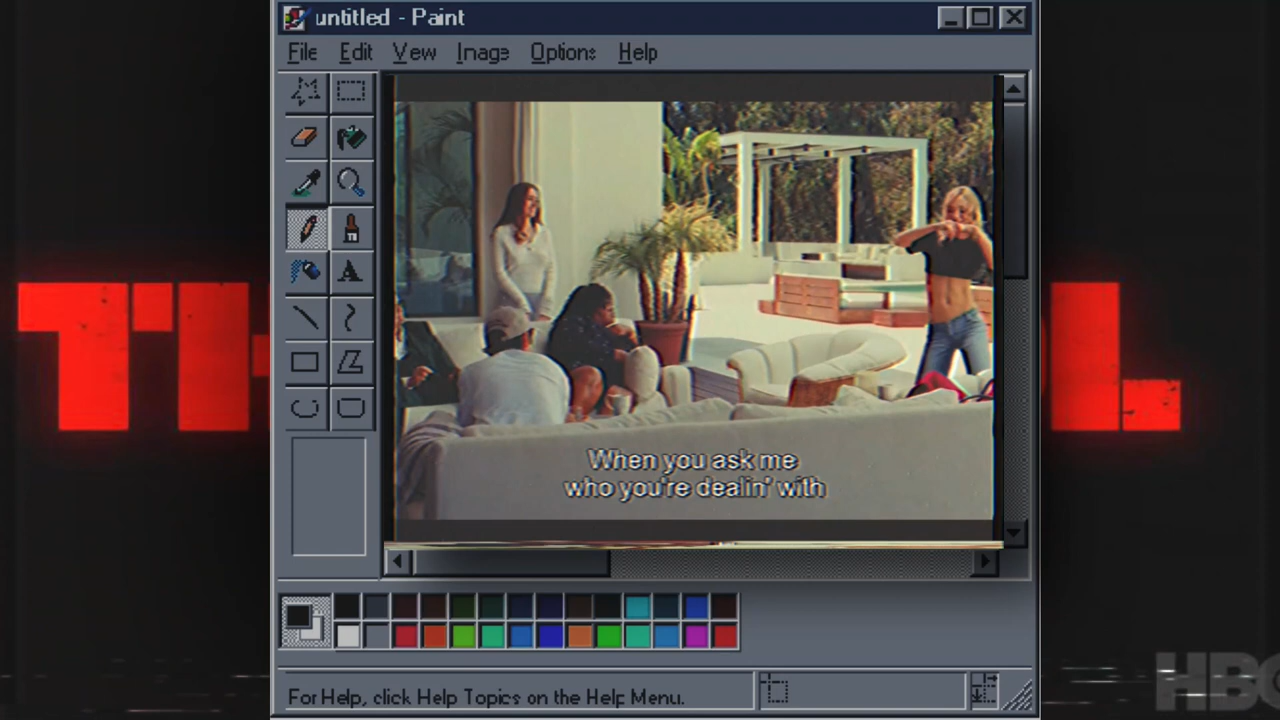 untitled - Paint
File Edit View Image Options Help
When you ask me
who you're dealin' with
For Help, click Help Topics on the Help Menu.